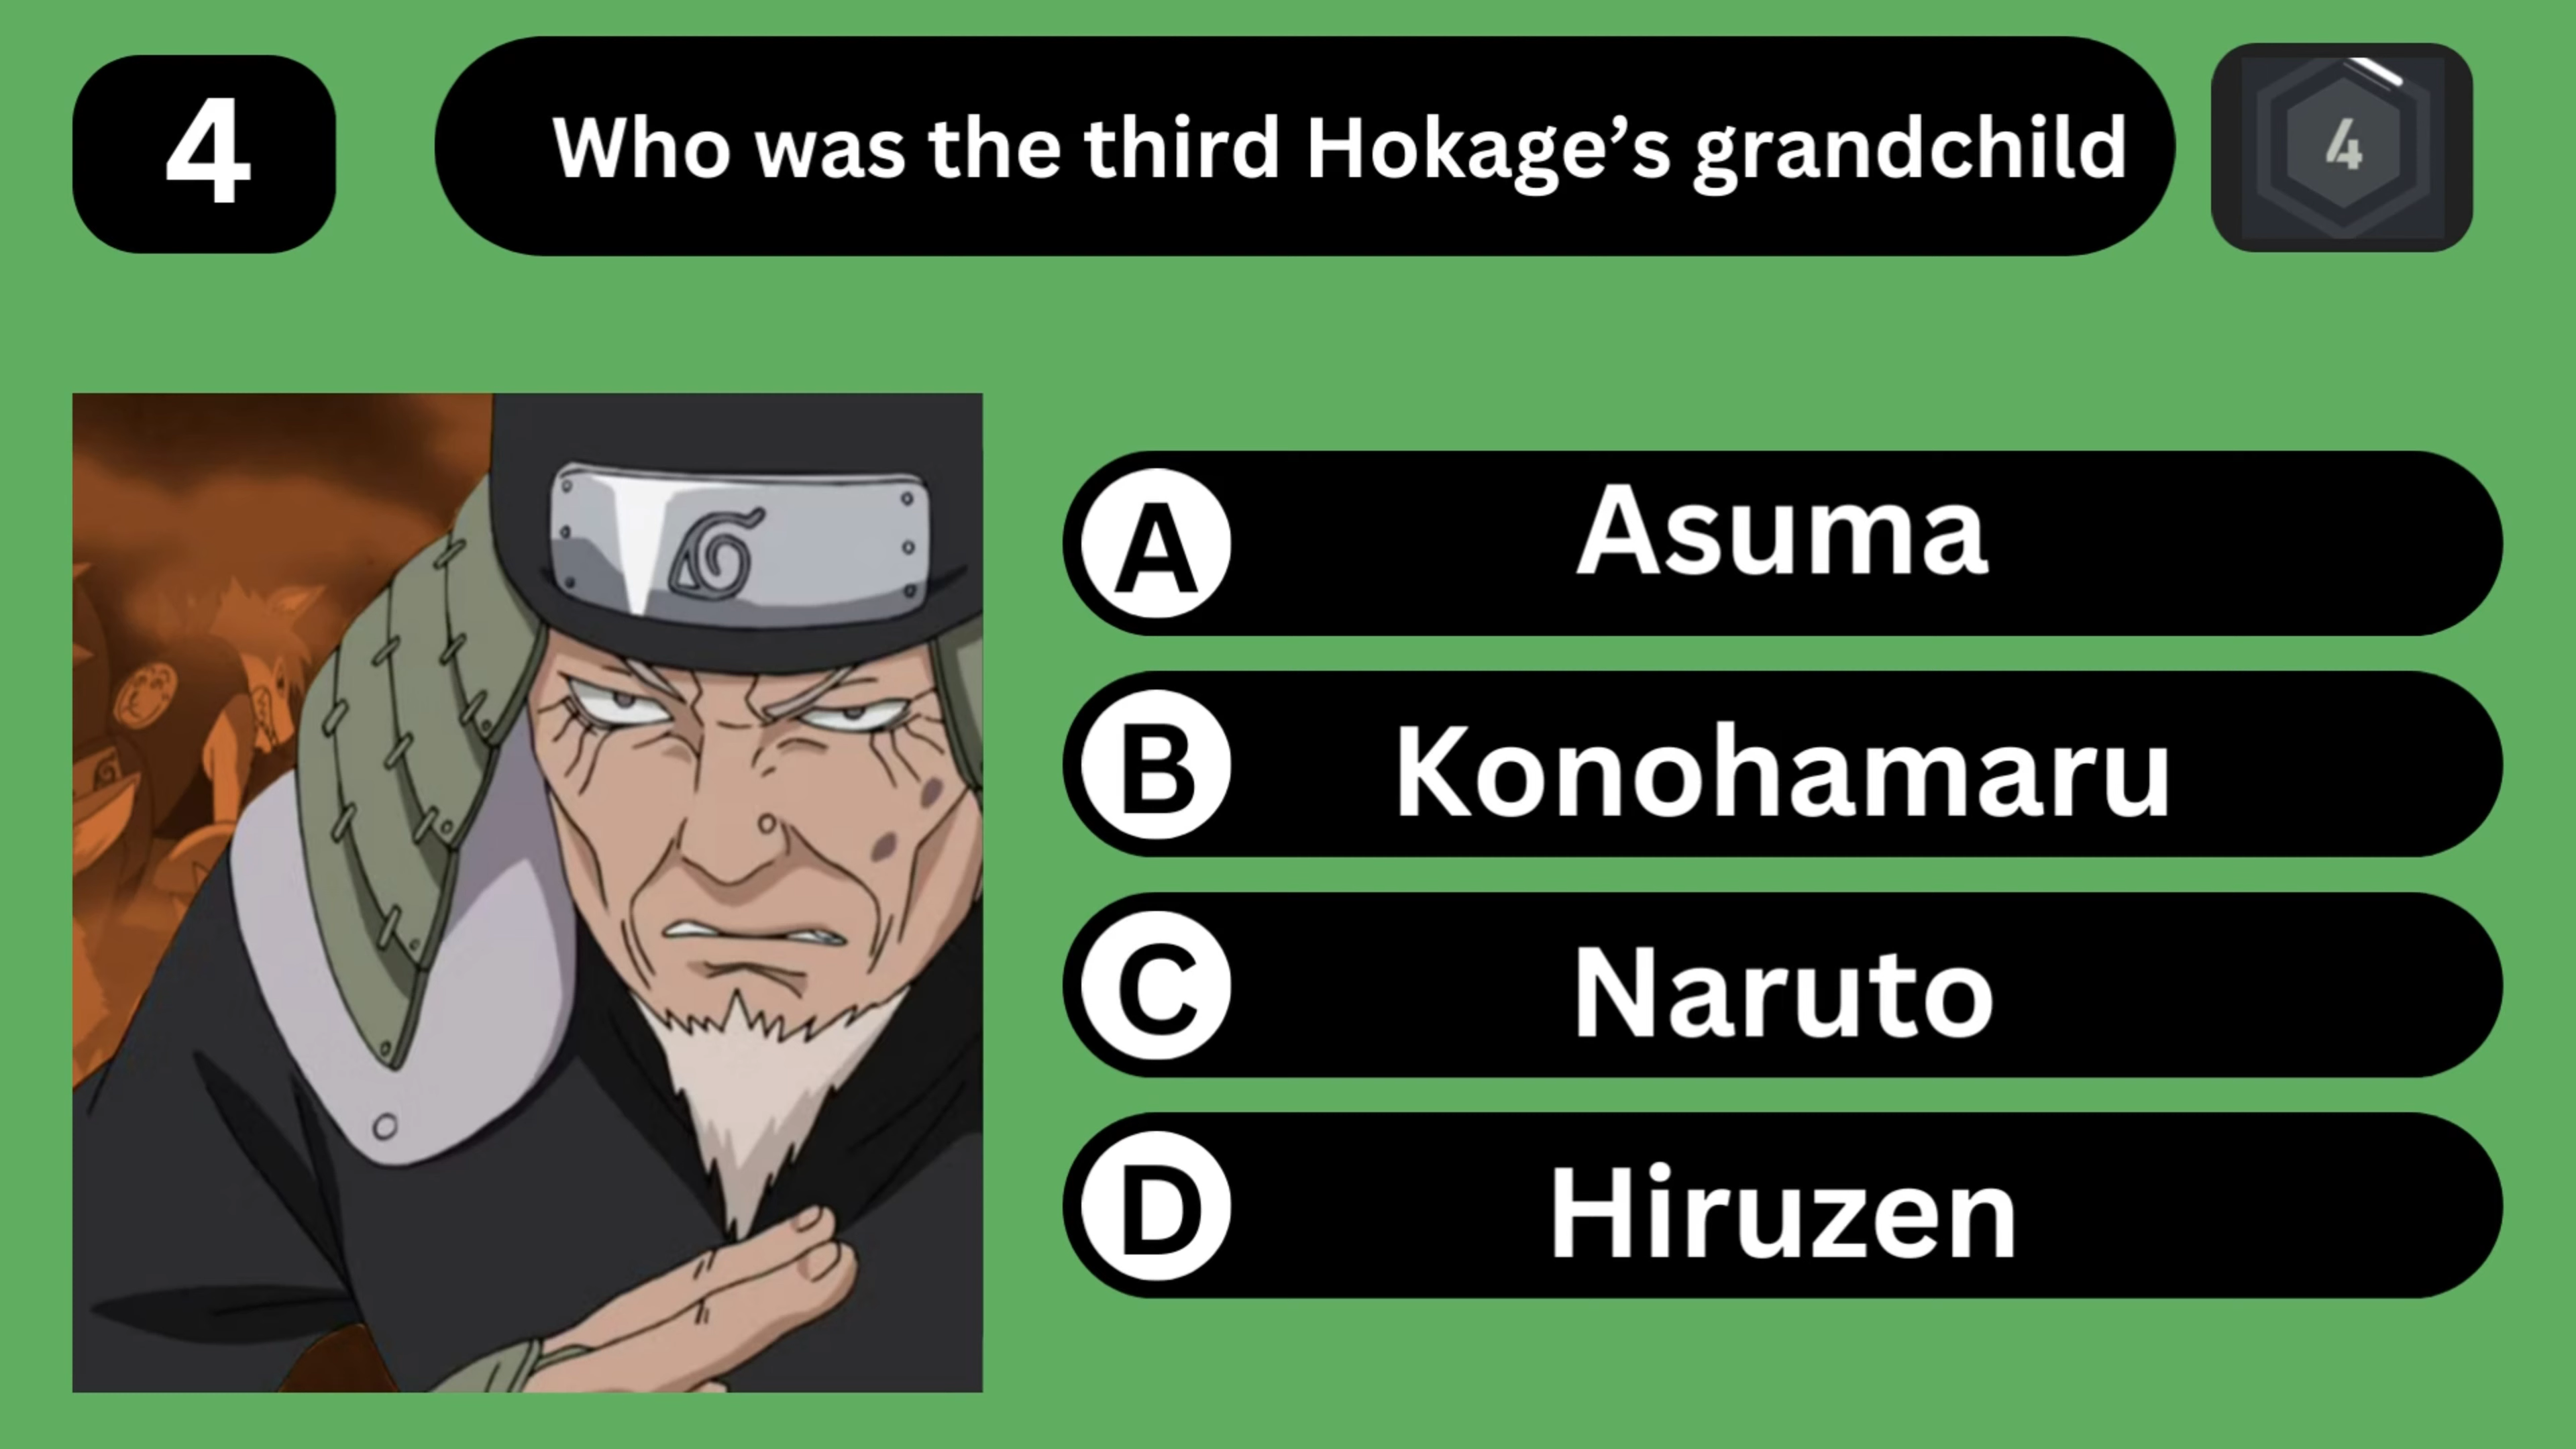 4
Who was the third Hokage’s grandchild
4
A
Asuma
B
Konohamaru
C
Naruto
D
Hiruzen